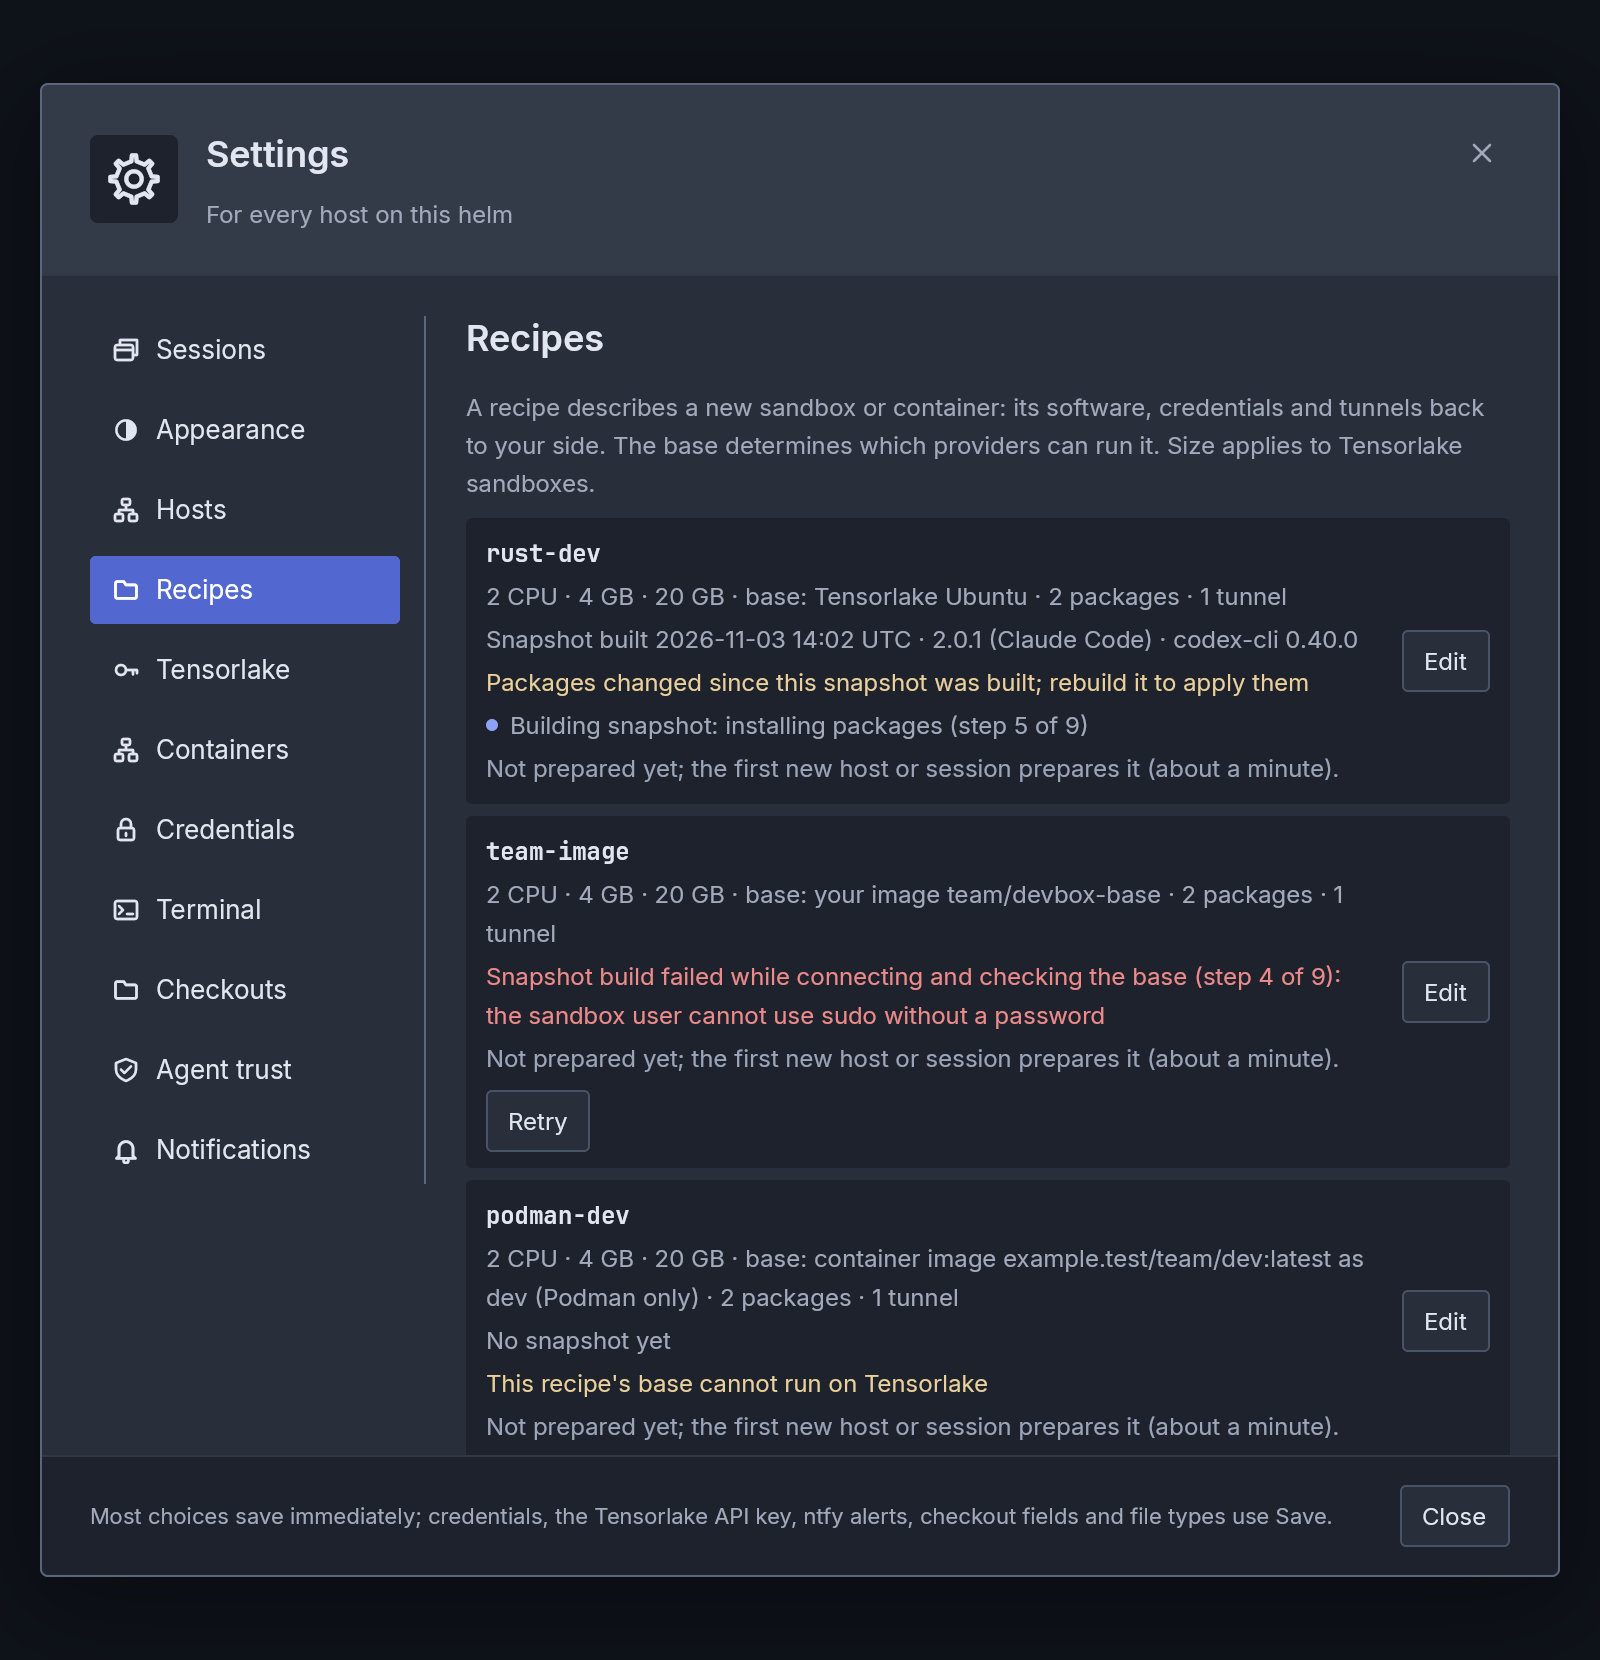 Settings
For every host on this helm
Sessions
Appearance
Hosts
Recipes
Tensorlake
Containers
Credentials
Terminal
Checkouts
Agent trust
Notifications
Recipes
A recipe describes a new sandbox or container: its software, credentials and tunnels back
to your side. The base determines which providers can run it. Size applies to Tensorlake
sandboxes.
rust-dev
2 CPU · 4 GB · 20 GB · base: Tensorlake Ubuntu · 2 packages · 1 tunnel
Snapshot built 2026-11-03 14:02 UTC · 2.0.1 (Claude Code) · codex-cli 0.40.0
Packages changed since this snapshot was built; rebuild it to apply them
Building snapshot: installing packages (step 5 of 9)
Not prepared yet; the first new host or session prepares it (about a minute).
Edit
team-image
2 CPU · 4 GB · 20 GB · base: your image team/devbox-base · 2 packages · 1
tunnel
Snapshot build failed while connecting and checking the base (step 4 of 9):
the sandbox user cannot use sudo without a password
Not prepared yet; the first new host or session prepares it (about a minute).
Retry
Edit
podman-dev
2 CPU · 4 GB · 20 GB · base: container image example.test/team/dev:latest as
dev (Podman only) · 2 packages · 1 tunnel
No snapshot yet
This recipe's base cannot run on Tensorlake
Not prepared yet; the first new host or session prepares it (about a minute).
Edit
Most choices save immediately; credentials, the Tensorlake API key, ntfy alerts, checkout fields and file types use Save.
Close